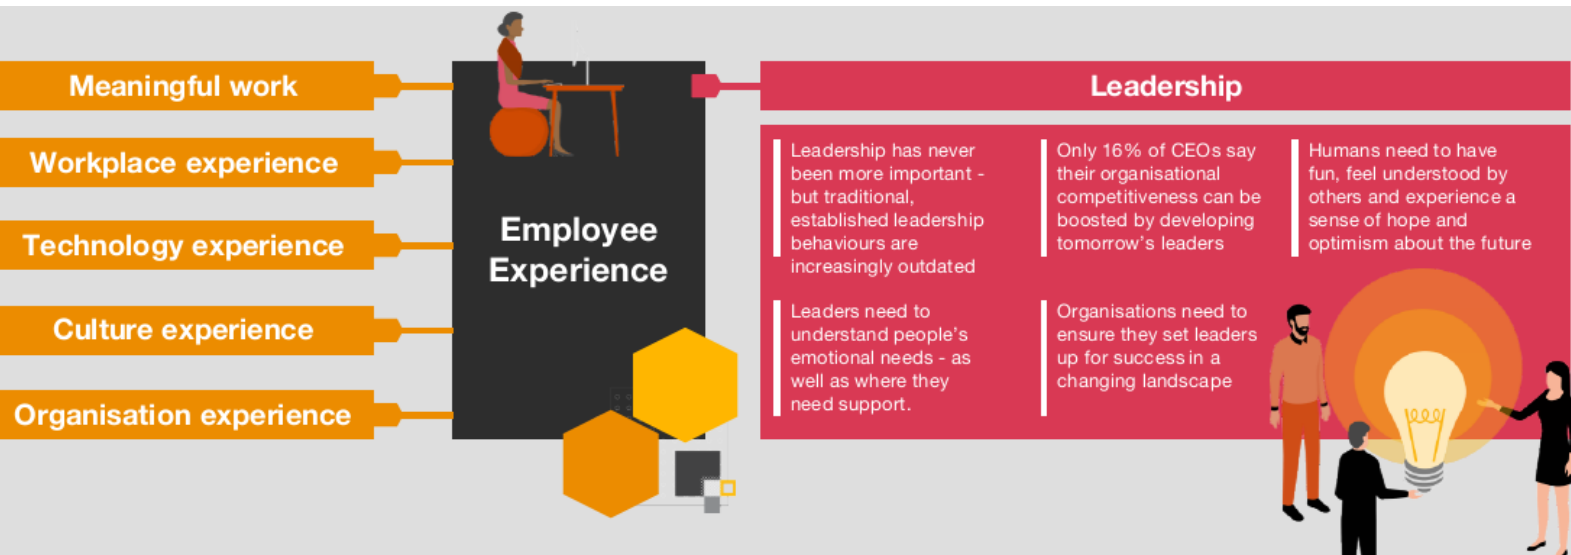 Meaningful work
Workplace experience
Technology experience
Culture experience
Organisation experience
Employee
Experience
Leadership
Leadership has never
been more important -
but traditional,
established leadership
behaviours are
increasingly outdated
Only 16% of CEOs say
their organisational
competitiveness can be
boosted by developing
tomorrow's leaders
Humans need to have
fun, feel understood by
others and experience a
sense of hope and
optimism about the future
Leaders need to
understand people's
emotional needs - as
well as where they
need support.
Organisations need to
ensure they set leaders
up for success in a
changing landscape